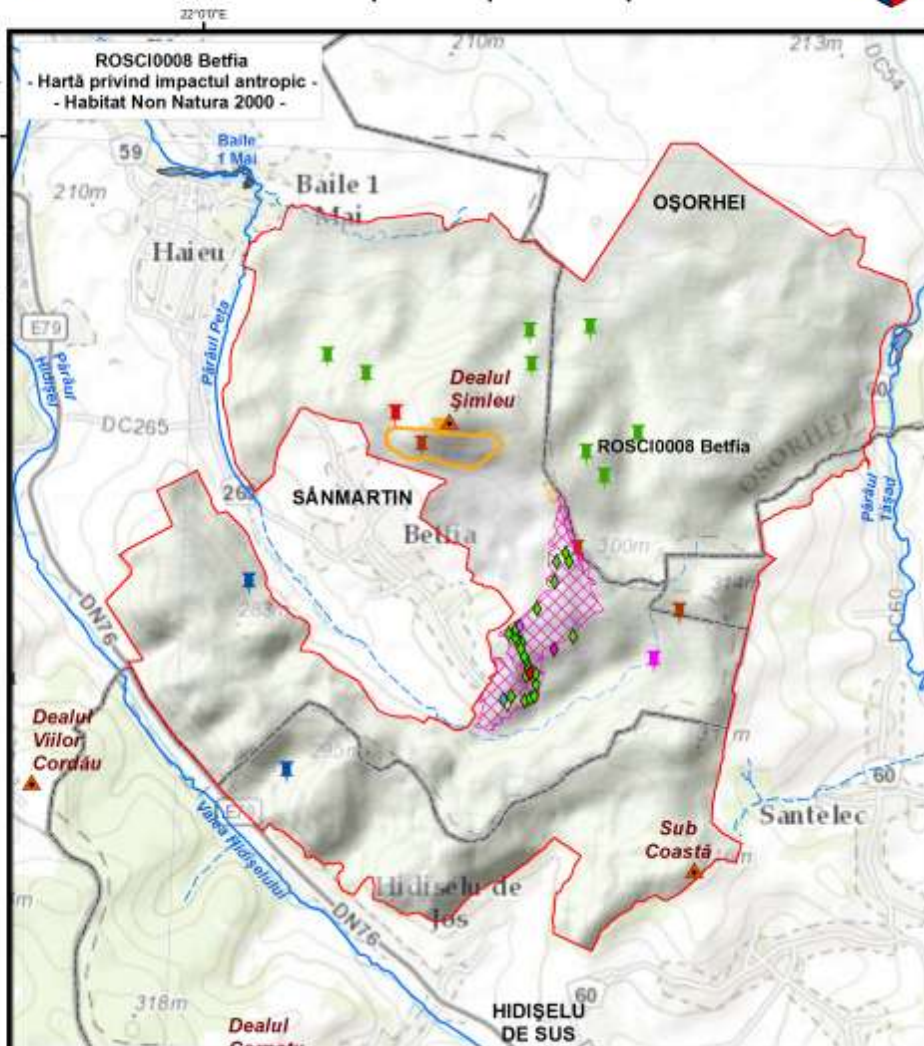 22°0'0"E
ROSCI0008 Betfia
- Hartă privind impactul antropic -
- Habitat Non Natura 2000 -
210m
213m
DC54
59
Baile
1 Mai
210m
Baile 1
Mai
OŞORHEI
Haieu
E79
Pârâul
Hidişel
Pârâul Peţa
Dealul
Şimleu
DC265
ROSCI0008 Betfia
60
OŞORHEI
26
SÂNMARTIN
Betfia
Pârâul
Tăşad
300m
314m
DN76
DC60
Dealul
Viilor
Cordău
60
Santelec
Sub
Coastă
Valea Hidişelului
Hidiselu de
Jos
DN76
318m
60
HIDIŞELU
DE SUS
Dealul